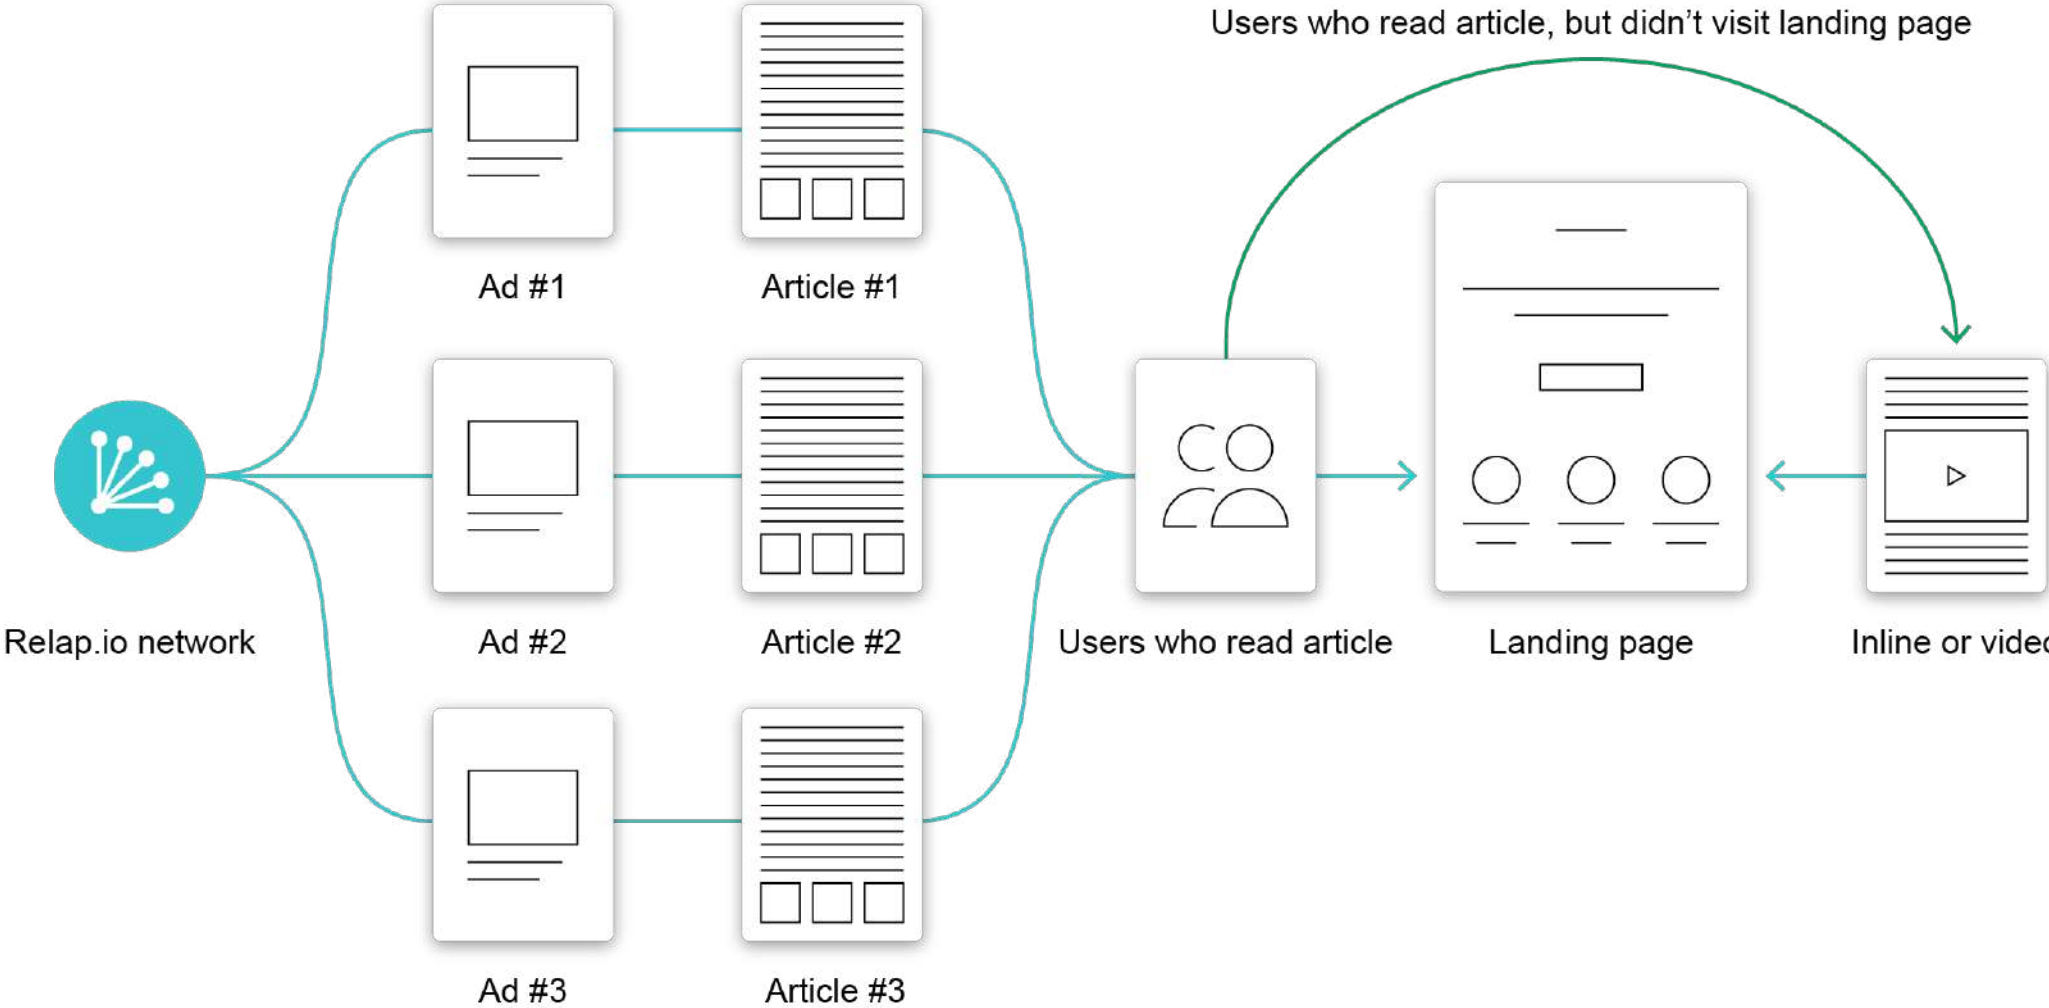 Users who read article, but didn't visit landing page
Ad #1
Article #1
Relap.io network
Ad #2
Article #2
Users who read article
Landing page
Inline or video
Ad #3
Article #3